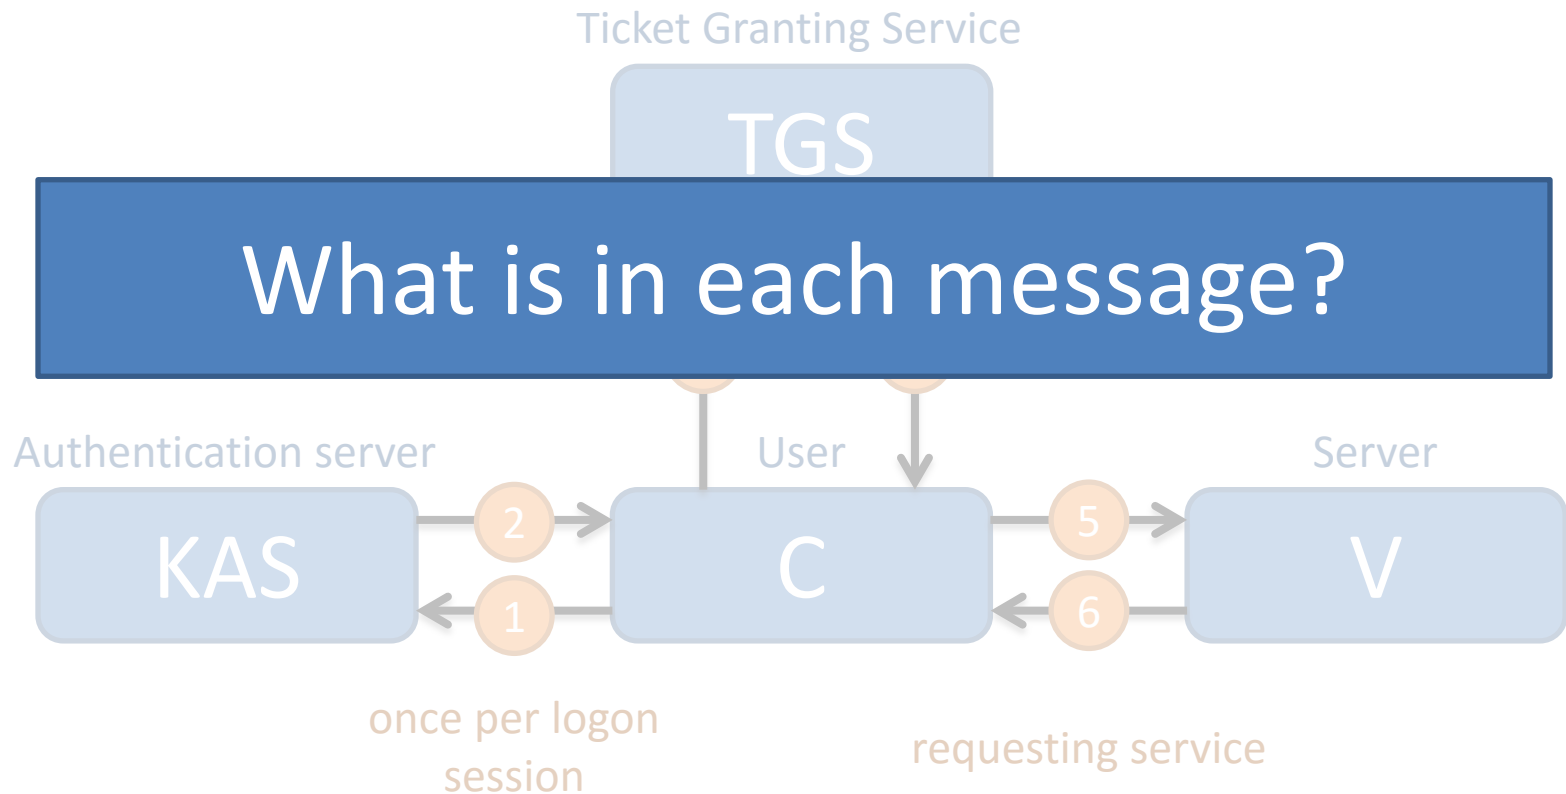 Ticket Granting Service
TGS
What is in each message?
Authentication server
User
Server
2
5
KAS
C
V
1
6
once per logon
session
requesting service